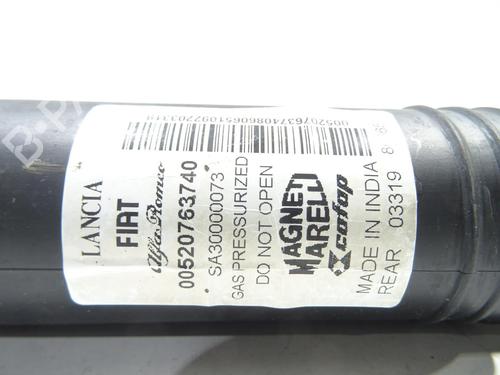 LANCIA
FIAT
Alfa Romeo
00520763740
SA30000073
GAS PRESSURIZED
DO NOT OPEN
MAGNETI
MARELLI
cofap
MADE IN INDIA
REAR 03319